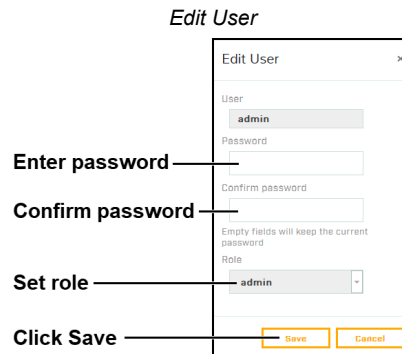 Edit User
Edit User ×
User
admin
Password
Enter password
Confirm password
Confirm password
Empty fields will keep the current
password
Role
Set role
admin
Click Save
Save Cancel